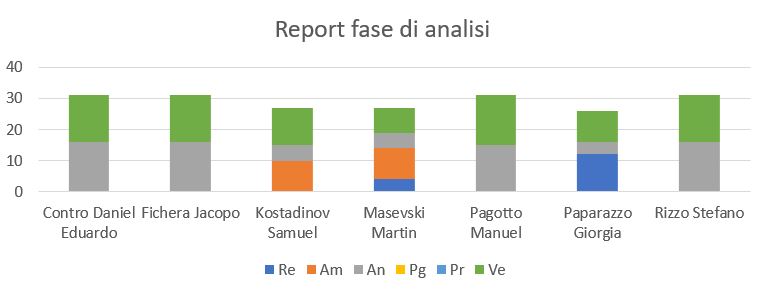 Report fase di analisi
40
30
20
10
0
Contro Daniel Eduardo
Fichera Jacopo
Kostadinov Samuel
Masevski Martin
Pagotto Manuel
Paparazzo Giorgia
Rizzo Stefano
Re Am An Pg Pr Ve